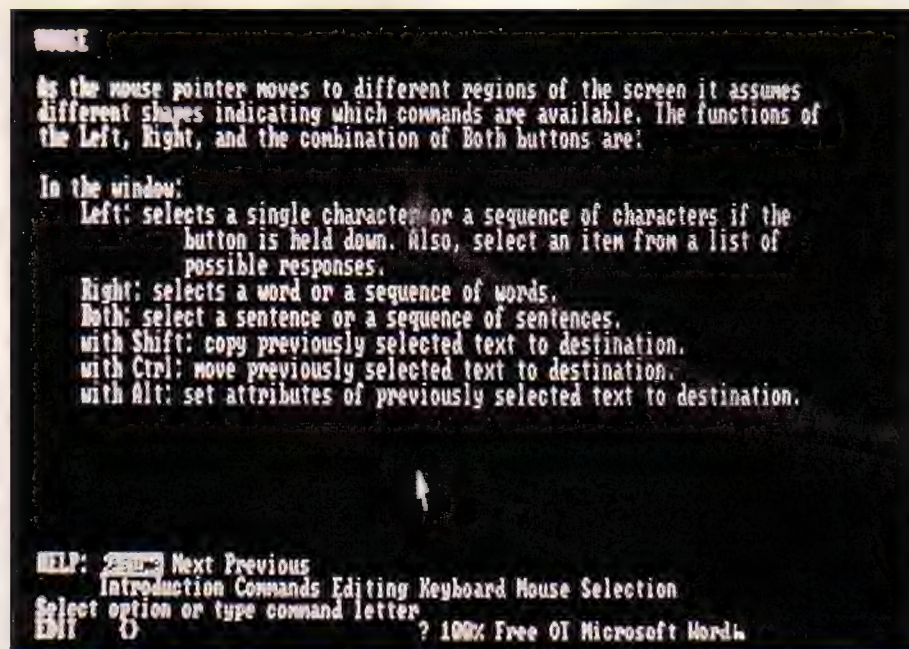 MOUSE
As the mouse pointer moves to different regions of the screen it assumes
different shapes indicating which commands are available. The functions of
the Left, Right, and the combination of Both buttons are:
In the window:
Left: selects a single character or a sequence of characters if the
button is held down. Also, select an item from a list of
possible responses.
Right: selects a word or a sequence of words.
Both: select a sentence or a sequence of sentences.
with Shift: copy previously selected text to destination.
with Ctrl: move previously selected text to destination.
with Alt: set attributes of previously selected text to destination.
HELP: Next Previous
Introduction Commands Editing Keyboard Mouse Selection
Select option or type command letter
EDIT {} ? 100% Free OT Microsoft Word: